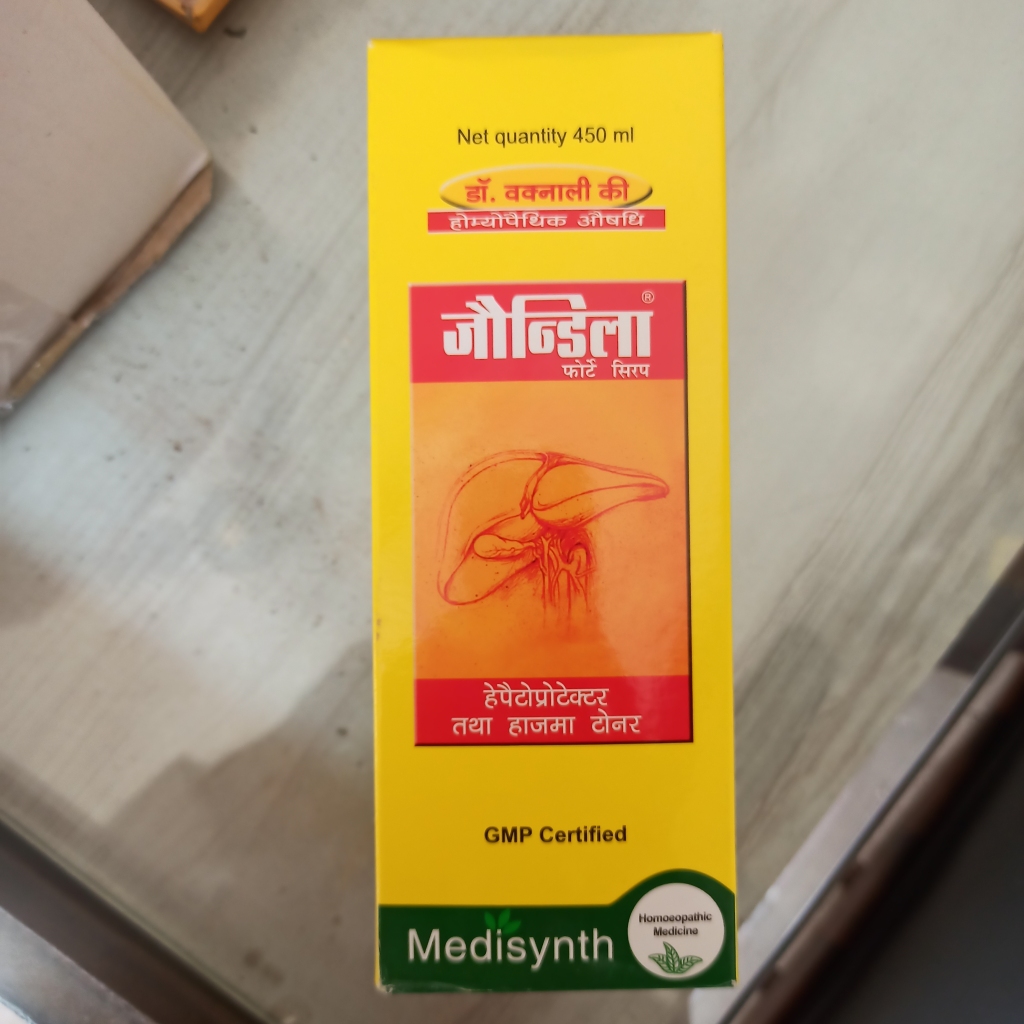 Net quantity 450 ml
डॉ. वक्नाली की
होम्योपैथिक औषधि
जौन्डिला ®
फोर्टे सिरप
हेपैटोप्रोटेक्टर
तथा हाजमा टोनर
GMP Certified
Medisynth
Homoeopathic
Medicine